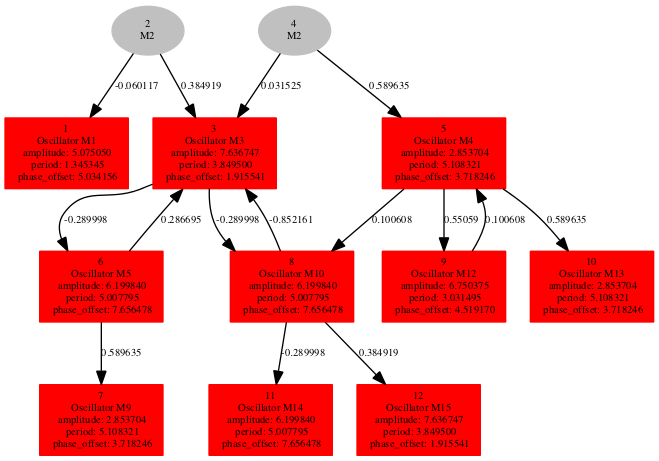 2
M2
4
M2
-0.060117
0.384919
0.031525
0.589635
1
Oscillator M1
amplitude: 5.075050
period: 1.345345
phase_offset: 5.034156
3
Oscillator M3
amplitude: 7.636747
period: 3.849500
phase_offset: 1.915541
5
Oscillator M4
amplitude: 2.853704
period: 5.108321
phase_offset: 3.718246
-0.289998
0.286695
-0.289998
-0.852161
0.100608
0.55059
0.100608
0.589635
6
Oscillator M5
amplitude: 6.199840
period: 5.007795
phase_offset: 7.656478
8
Oscillator M10
amplitude: 6.199840
period: 5.007795
phase_offset: 7.656478
9
Oscillator M12
amplitude: 6.750375
period: 3.031495
phase_offset: 4.519170
10
Oscillator M13
amplitude: 2.853704
period: 5.108321
phase_offset: 3.718246
0.589635
-0.289998
0.384919
7
Oscillator M9
amplitude: 2.853704
period: 5.108321
phase_offset: 3.718246
11
Oscillator M14
amplitude: 6.199840
period: 5.007795
phase_offset: 7.656478
12
Oscillator M15
amplitude: 7.636747
period: 3.849500
phase_offset: 1.915541